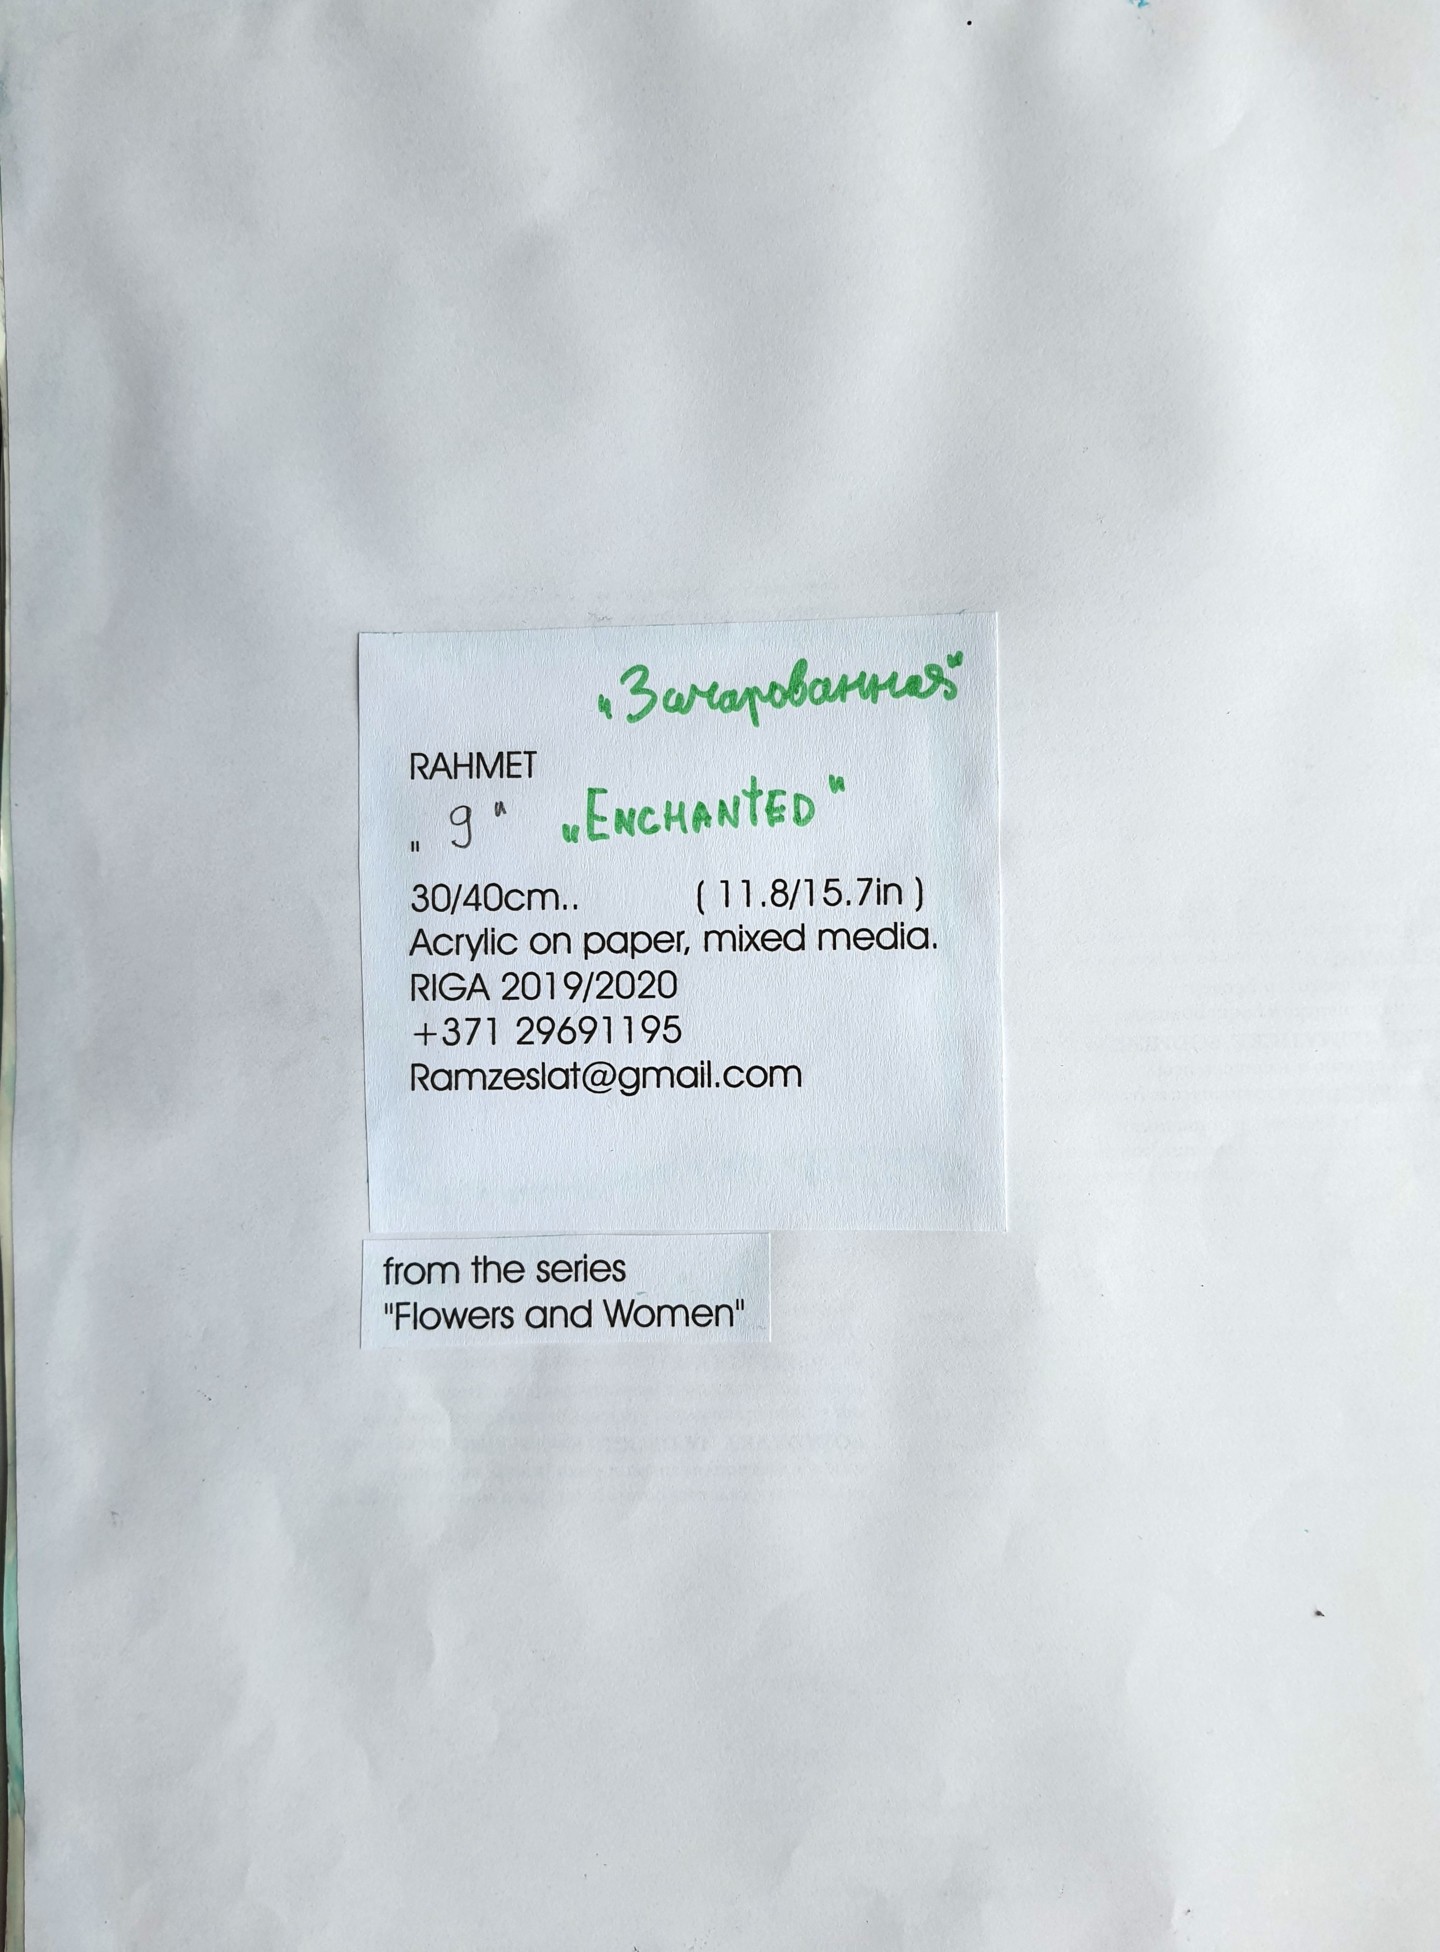 „Зачарованная"
RAHMET
„ 9 " „ENCHANTED"
30/40cm.. ( 11.8/15.7in )
Acrylic on paper, mixed media.
RIGA 2019/2020
+371 29691195
Ramzeslat@gmail.com
from the series
"Flowers and Women"